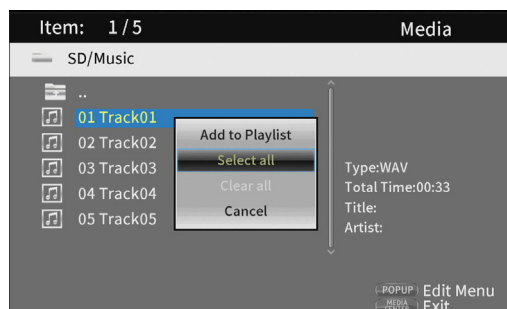 Item: 1/5
Media
SD/Music
..
01 Track01
02 Track02
03 Track03
04 Track04
05 Track05
Add to Playlist
Select all
Clear all
Cancel
Type:WAV
Total Time:00:33
Title:
Artist:
POPUP Edit Menu
MEDIA CENTER Exit